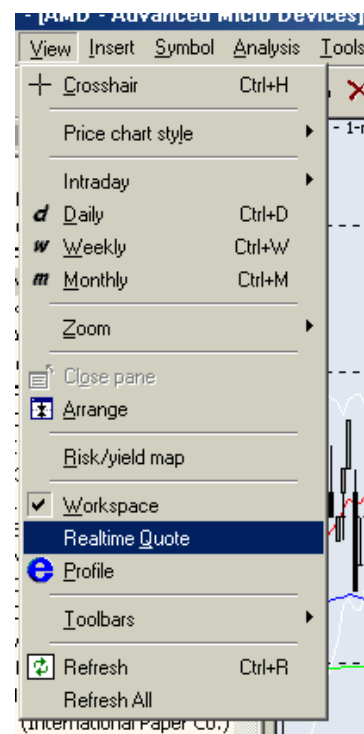 - [AMD - Advanced Micro Devices]
View Insert Symbol Analysis Tools
Crosshair Ctrl+H
Price chart style
Intraday
Daily Ctrl+D
Weekly Ctrl+W
Monthly Ctrl+M
Zoom
Close pane
Arrange
Risk/yield map
Workspace
Realtime Quote
Profile
Toolbars
Refresh Ctrl+R
Refresh All
(International Paper Co.)